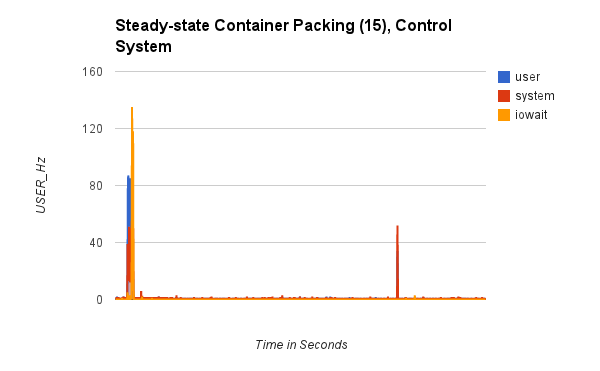 Steady-state Container Packing (15), Control
System
160
120
80
40
0
USER_Hz
Time in Seconds
user
system
iowait